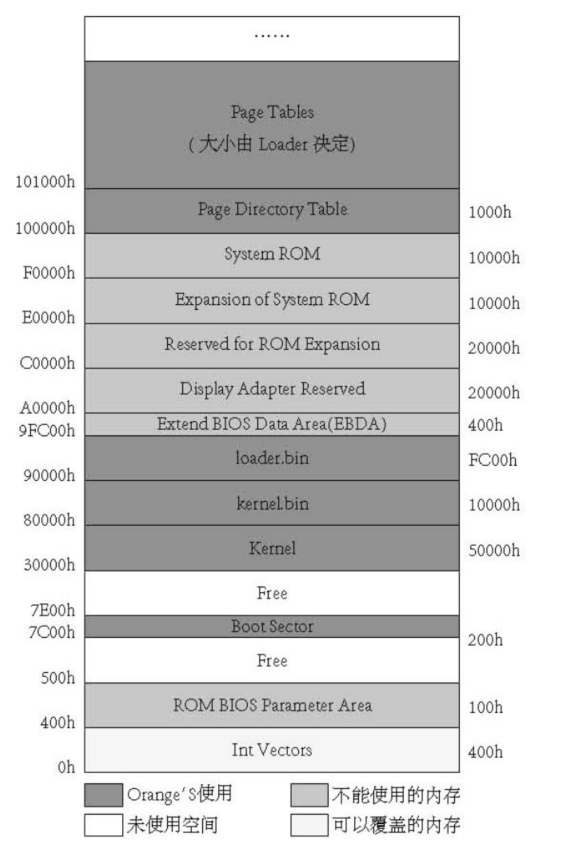 ......
Page Tables
(大小由 Loader 决定)
101000h
Page Directory Table
1000h
100000h
System ROM
10000h
F0000h
Expansion of System ROM
10000h
E0000h
Reserved for ROM Expansion
20000h
C0000h
Display Adapter Reserved
20000h
A0000h
Extend BIOS Data Area(EBDA)
400h
9FC00h
loader.bin
FC00h
90000h
kernel.bin
10000h
80000h
Kernel
50000h
30000h
Free
7E00h
Boot Sector
7C00h
200h
Free
500h
ROM BIOS Parameter Area
100h
400h
Int Vectors
400h
0h
Orange'S使用
不能使用的内存
未使用空间
可以覆盖的内存